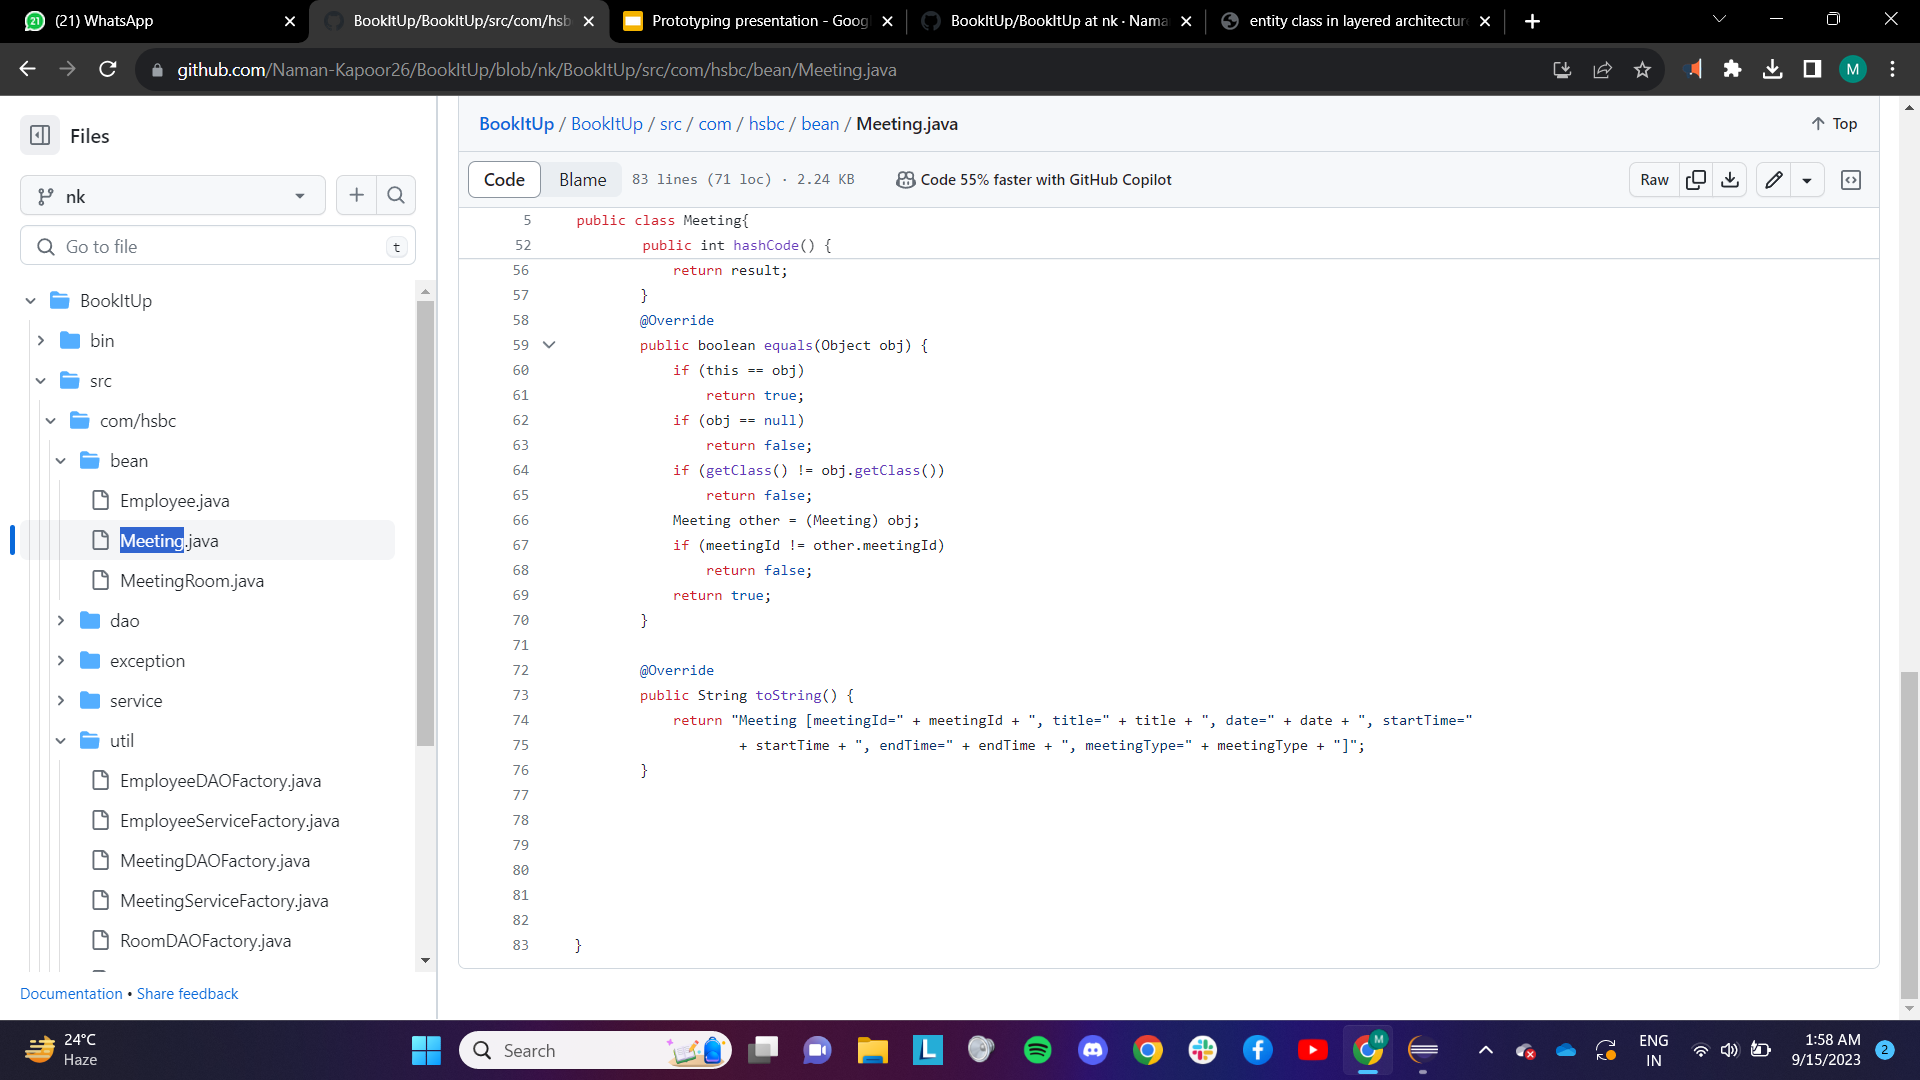 (21) WhatsApp
BookItUp/BookItUp/src/com/hsb
Prototyping presentation - Goog
BookItUp/BookItUp at nk · Nama
entity class in layered architectur
github.com/Naman-Kapoor26/BookItUp/blob/nk/BookItUp/src/com/hsbc/bean/Meeting.java
M
Files
nk
Go to file
t
BookItUp
bin
src
com/hsbc
bean
Employee.java
Meeting.java
MeetingRoom.java
dao
exception
service
util
EmployeeDAOFactory.java
EmployeeServiceFactory.java
MeetingDAOFactory.java
MeetingServiceFactory.java
RoomDAOFactory.java
Documentation • Share feedback
BookItUp / BookItUp / src / com / hsbc / bean / Meeting.java
Top
Code Blame 83 lines (71 loc) · 2.24 KB Code 55% faster with GitHub Copilot
Raw
5 public class Meeting{
52 public int hashCode() {
56 return result;
57 }
58 @Override
59 public boolean equals(Object obj) {
60 if (this == obj)
61 return true;
62 if (obj == null)
63 return false;
64 if (getClass() != obj.getClass())
65 return false;
66 Meeting other = (Meeting) obj;
67 if (meetingId != other.meetingId)
68 return false;
69 return true;
70 }
71
72 @Override
73 public String toString() {
74 return "Meeting [meetingId=" + meetingId + ", title=" + title + ", date=" + date + ", startTime="
75 + startTime + ", endTime=" + endTime + ", meetingType=" + meetingType + "]";
76 }
77
78
79
80
81
82
83 }
24°C
Haze
Search
L
M
ENG
IN
1:58 AM
9/15/2023
2